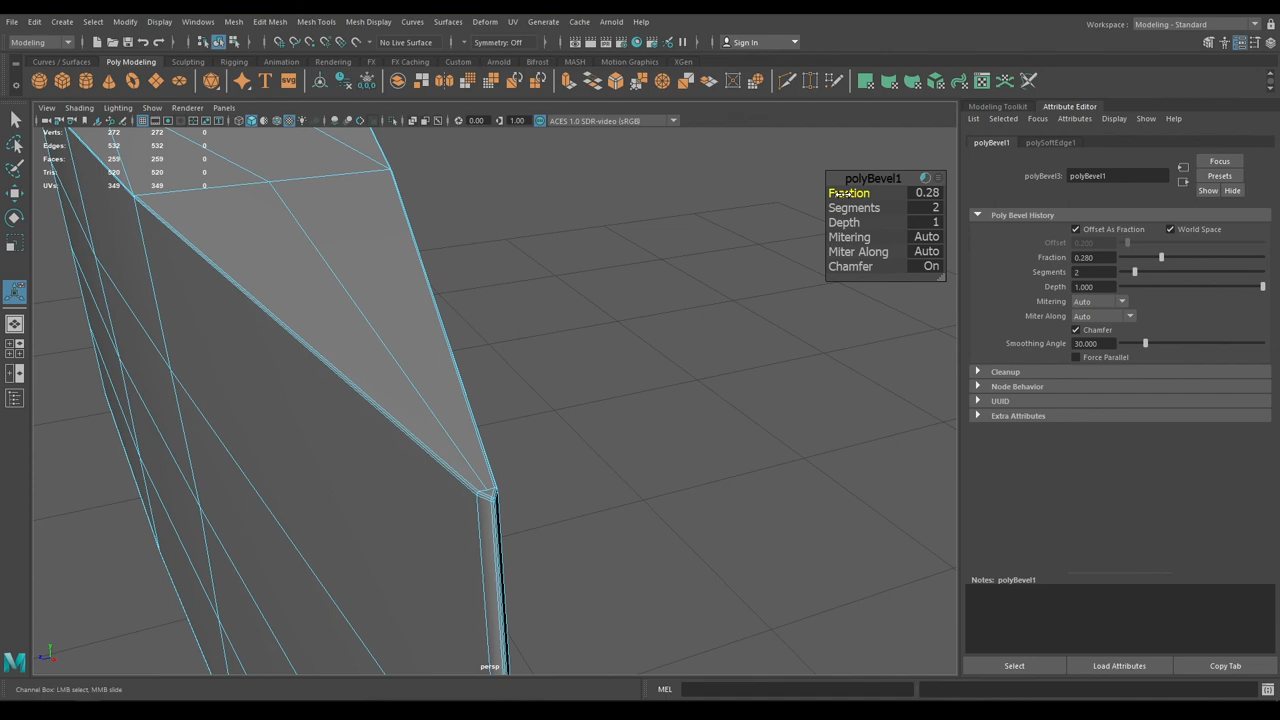 File Edit Create Select Modify Display Windows Mesh Edit Mesh Mesh Tools Mesh Display Curves Surfaces Deform UV Generate Cache Arnold Help
Workspace : Modeling - Standard
Modeling No Live Surface Symmetry: Off Sign In
Curves / Surfaces Poly Modeling Sculpting Rigging Animation Rendering FX FX Caching Custom Arnold Bifrost MASH Motion Graphics XGen
View Shading Lighting Show Renderer Panels
0.00 1.00 ACES 1.0 SDR-video (sRGB)
Verts: 272 272 0
Edges: 532 532 0
Faces: 259 259 0
Tris: 520 520 0
UVs: 349 349 0
polyBevel1
Fraction 0.28
Segments 2
Depth 1
Mitering Auto
Miter Along Auto
Chamfer On
persp
Modeling Toolkit Attribute Editor
List Selected Focus Attributes Display Show Help
polyBevel1 polySoftEdge1
Focus
polyBevel3: polyBevel1 Presets
Show Hide
Poly Bevel History
Offset As Fraction World Space
Offset 0.200
Fraction 0.280
Segments 2
Depth 1.000
Mitering Auto
Miter Along Auto
Chamfer
Smoothing Angle 30.000
Force Parallel
Cleanup
Node Behavior
UUID
Extra Attributes
Notes: polyBevel1
Select Load Attributes Copy Tab
Channel Box: LMB select, MMB slide MEL